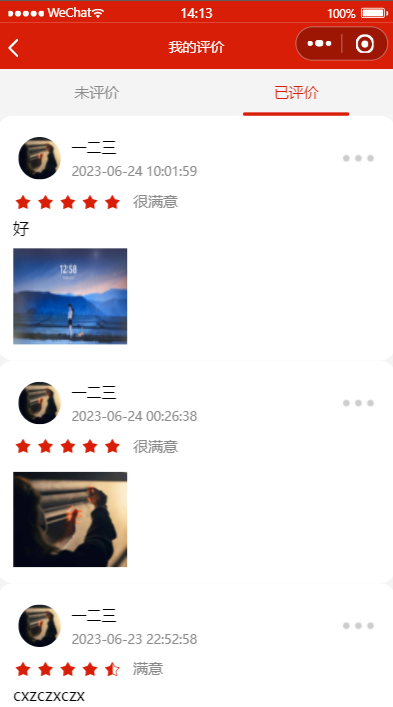 WeChat 14:13 100%
我的评价
未评价 已评价
一二三
2023-06-24 10:01:59
很满意
好
12:58
一二三
2023-06-24 00:26:38
很满意
一二三
2023-06-23 22:52:58
满意
cxzczxczx